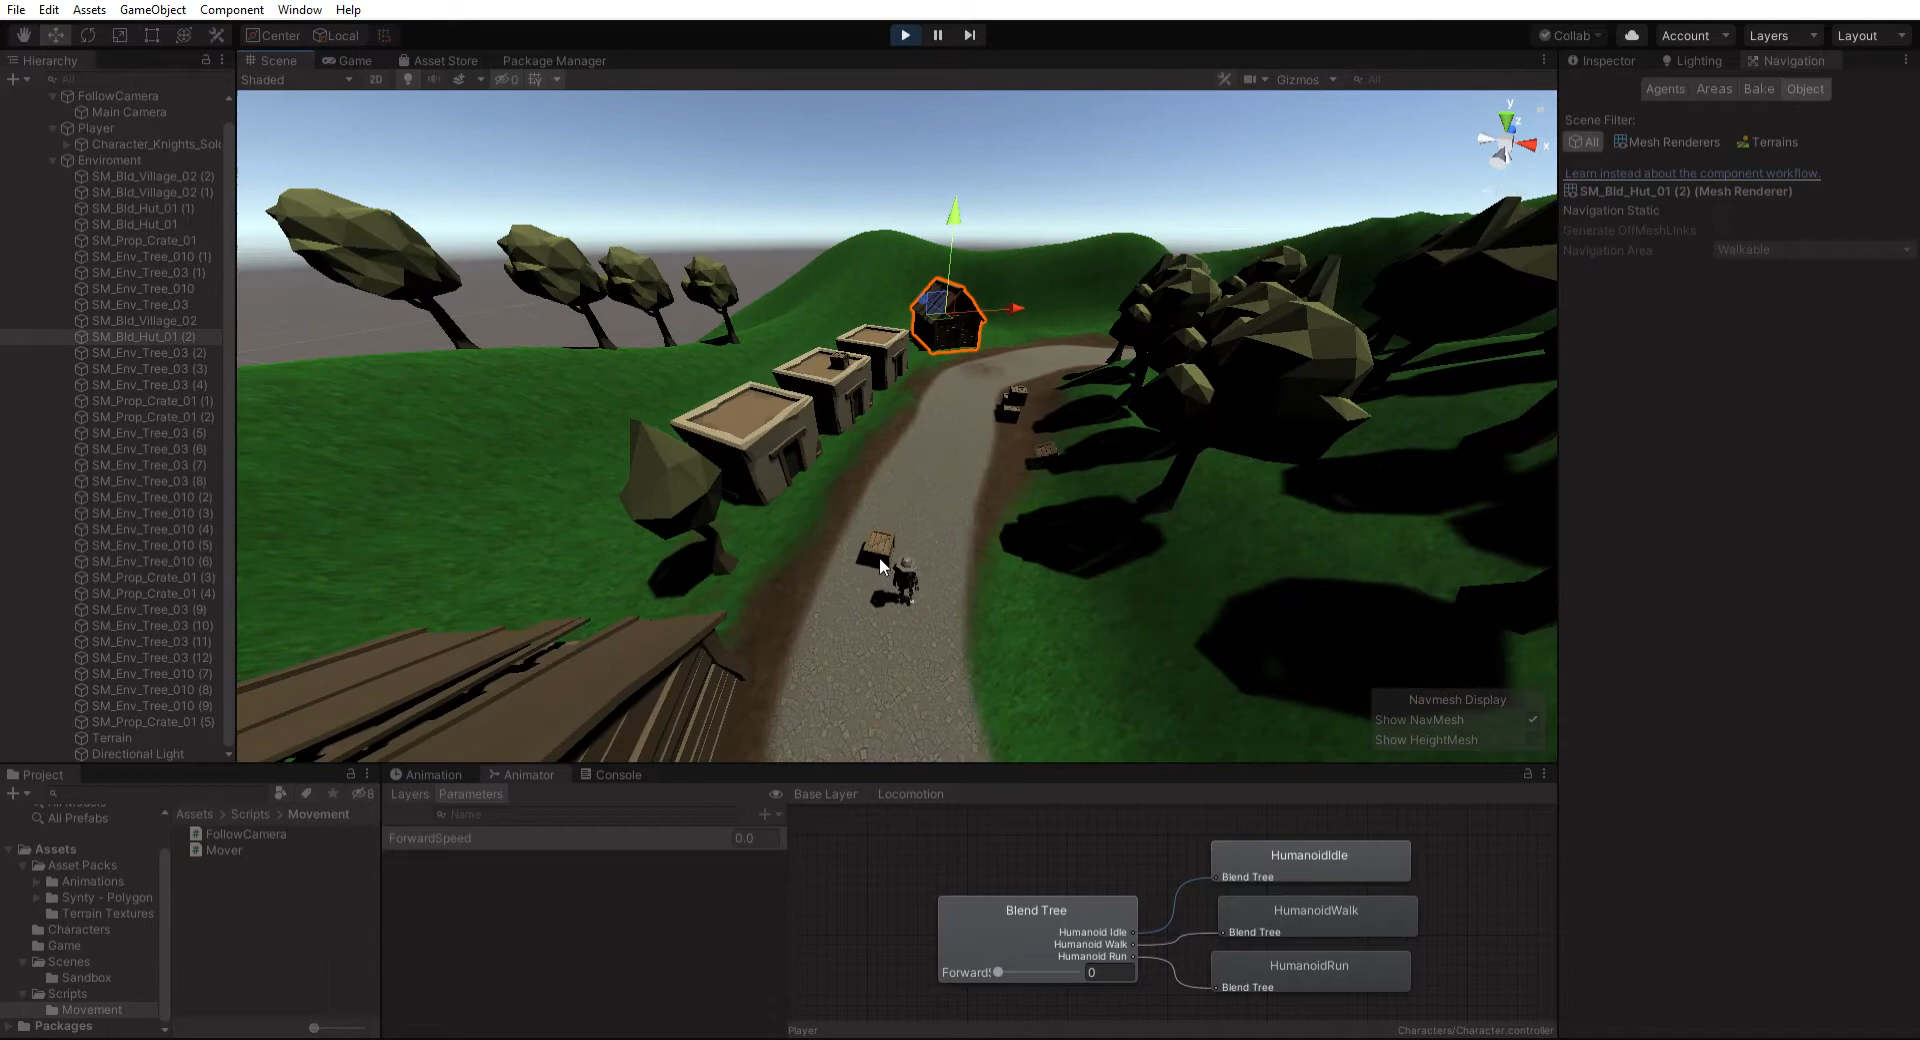 File Edit Assets GameObject Component Window Help
Center Local Collab Account Layers Layout
Hierarchy Scene Game Asset Store Package Manager Inspector Lighting Navigation
All Shaded 2D 0 Gizmos All
Agents Areas Bake Object
Scene Filter:
All Mesh Renderers Terrains
Learn instead about the component workflow.
SM_Bld_Hut_01 (2) (Mesh Renderer)
Navigation Static
Generate OffMeshLinks
Navigation Area Walkable
FollowCamera
Main Camera
Player
Character_Knights_Sol
Enviroment
SM_Bld_Village_02 (2)
SM_Bld_Village_02 (1)
SM_Bld_Hut_01 (1)
SM_Bld_Hut_01
SM_Prop_Crate_01
SM_Env_Tree_010 (1)
SM_Env_Tree_03 (1)
SM_Env_Tree_010
SM_Env_Tree_03
SM_Bld_Village_02
SM_Bld_Hut_01 (2)
SM_Env_Tree_03 (2)
SM_Env_Tree_03 (3)
SM_Env_Tree_03 (4)
SM_Prop_Crate_01 (1)
SM_Prop_Crate_01 (2)
SM_Env_Tree_03 (5)
SM_Env_Tree_03 (6)
SM_Env_Tree_03 (7)
SM_Env_Tree_03 (8)
SM_Env_Tree_010 (2)
SM_Env_Tree_010 (3)
SM_Env_Tree_010 (4)
SM_Env_Tree_010 (5)
SM_Env_Tree_010 (6)
SM_Prop_Crate_01 (3)
SM_Prop_Crate_01 (4)
SM_Env_Tree_03 (9)
SM_Env_Tree_03 (10)
SM_Env_Tree_03 (11)
SM_Env_Tree_03 (12)
SM_Env_Tree_010 (7)
SM_Env_Tree_010 (8)
SM_Env_Tree_010 (9)
SM_Prop_Crate_01 (5)
Terrain
Directional Light
y
z
x
Navmesh Display
Show NavMesh
Show HeightMesh
Project
8
All Prefabs
Assets
Asset Packs
Animations
Synty - Polygon
Terrain Textures
Characters
Game
Scenes
Sandbox
Scripts
Movement
Packages
Assets > Scripts > Movement
FollowCamera
Mover
Animation Animator Console
Layers Parameters
Name
ForwardSpeed 0.0
Base Layer Locomotion
Blend Tree
Humanoid Idle
Humanoid Walk
Humanoid Run
Forward 0
HumanoidIdle
Blend Tree
HumanoidWalk
Blend Tree
HumanoidRun
Blend Tree
Player
Characters/Character.controller